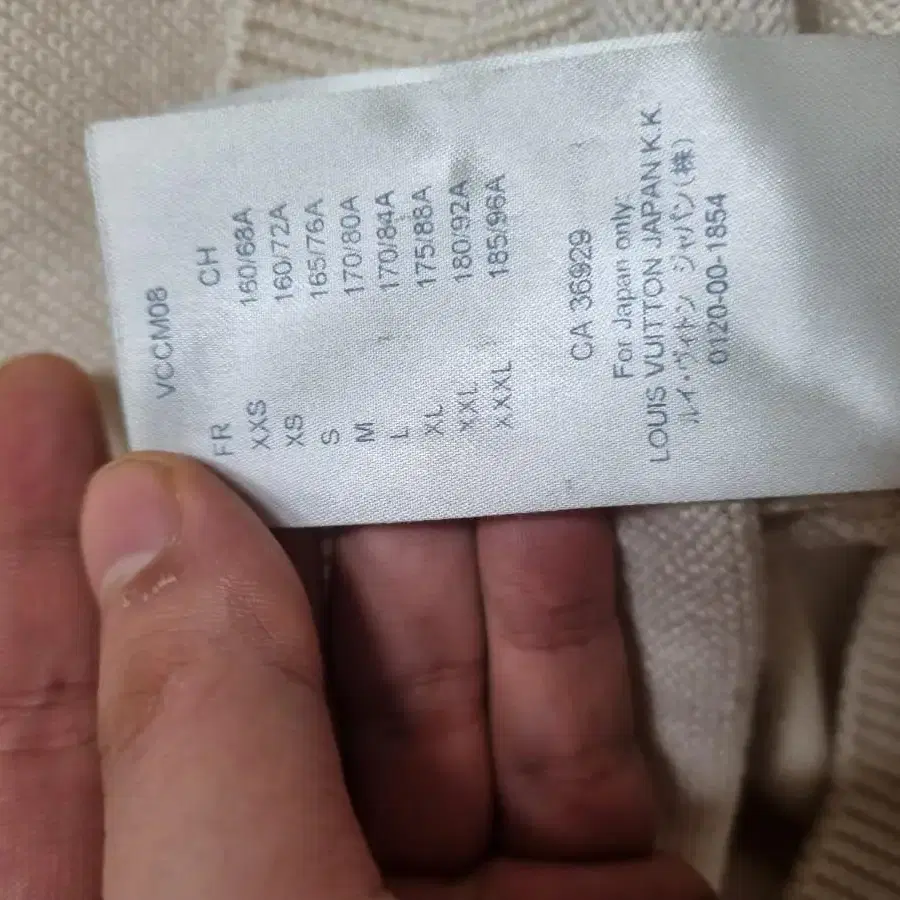 VCCM08
FR CH
XXS 160/68A
XS 160/72A
S 165/76A
M 170/80A
L 170/84A
XL 175/88A
XXL 180/92A
XXXL 185/96A
CA 36929
For Japan only.
LOUIS VUITTON JAPAN K.K.
ルイ・ヴィトン ジャパン(株)
0120-00-1854